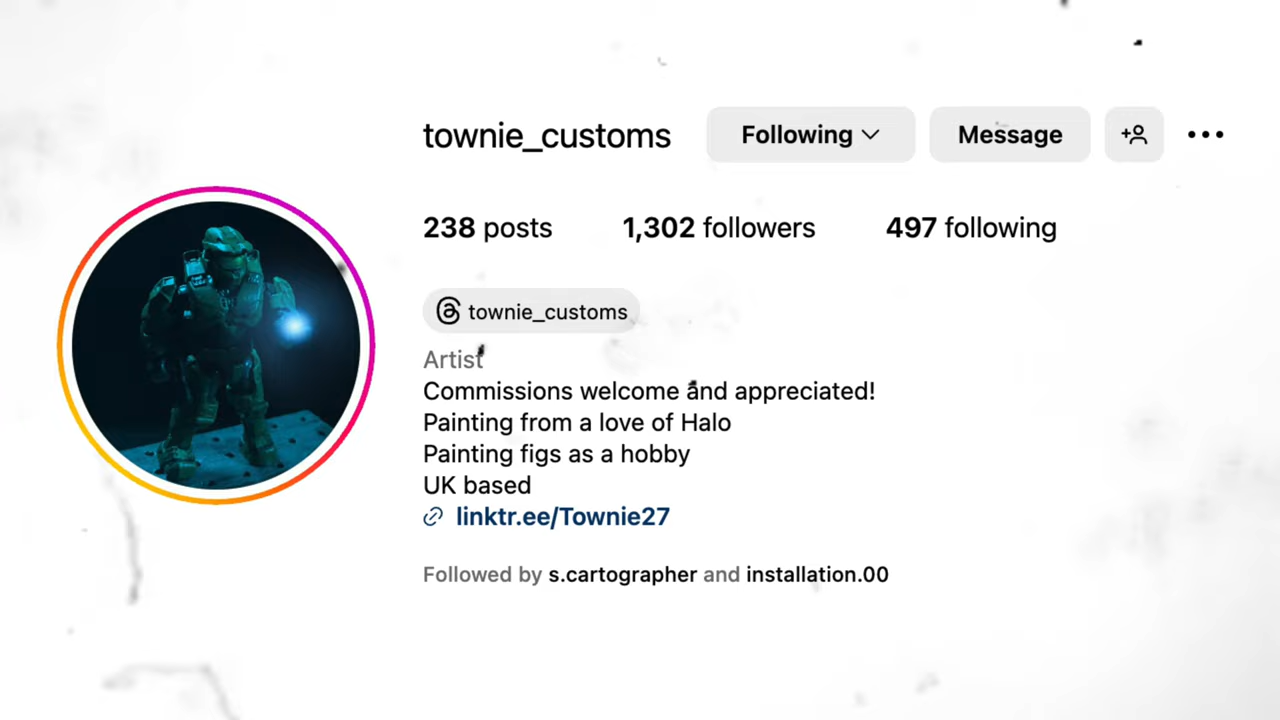 townie_customs Following Message
238 posts 1,302 followers 497 following
townie_customs
Artist
Commissions welcome and appreciated!
Painting from a love of Halo
Painting figs as a hobby
UK based
linktr.ee/Townie27
Followed by s.cartographer and installation.00